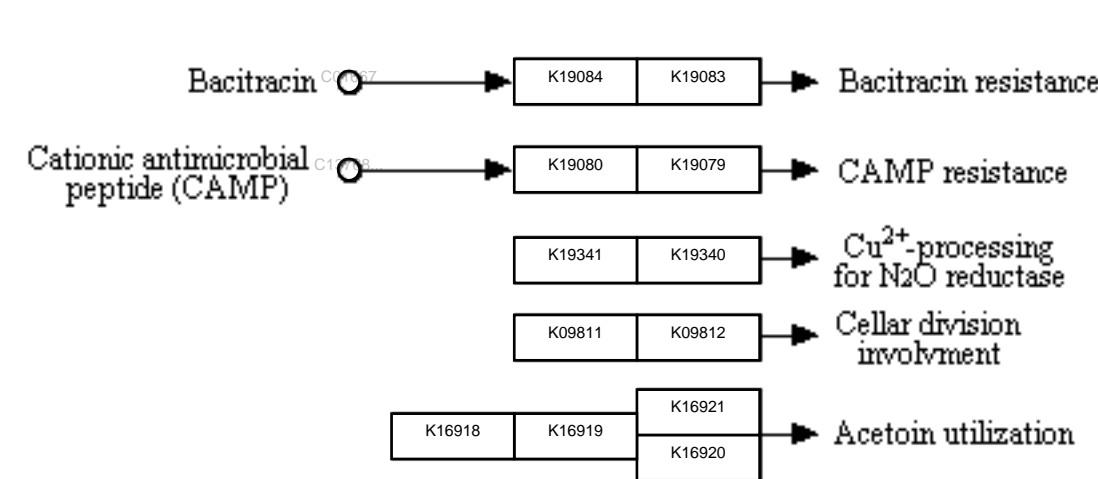 Bacitracin
K19084 K19083
Bacitracin resistance
Cationic antimicrobial
peptide (CAMP)
K19080 K19079
CAMP resistance
K19341 K19340
Cu2+-processing
for N2O reductase
K09811 K09812
Cellar division
involvment
K16918 K16919
K16921
K16920
Acetoin utilization